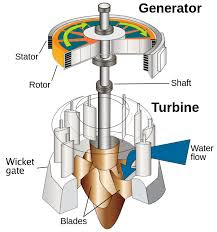 Generator
Stator
Rotor
Shaft
Turbine
Wicket
gate
Water
flow
Blades